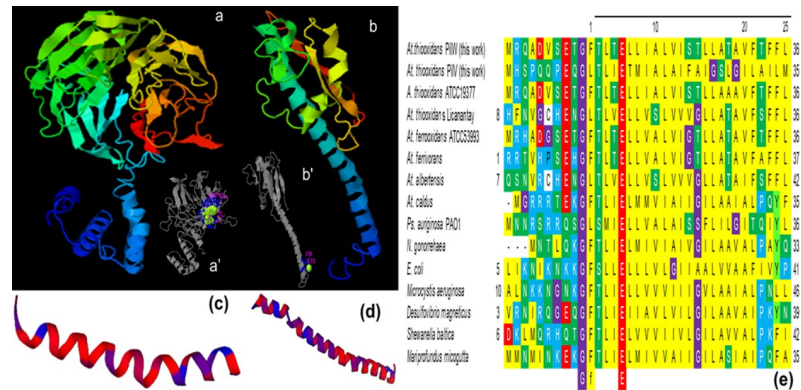 a
b
a'
b'
(c)
(d)
1 10 20 25
At.thiooxidans PilW (this work) M R Q A D V S E T G F T L T E L L I A L V I S T L L A T A V F T F F L 36
At. thiooxidans PilV (this work) M H S P Q Q P E Q G L T L I E T M I A L A I F A I G S L G I L A I L M 35
A. thiooxidans ATCC19377 M R Q A D V S E T G F T L T E L L I A L V I S T L L A A A V F T F F L 36
At. thiooxidans Licanantay 8 H F N V G C H E N G L T L V E L L V S L V V V G L L A T A V F S F F L 42
At. ferrooxidans ATCC53993 M R H A D G S E T G F T L T E L L V A L V I G T L A T A V F T F F L 36
At. ferrivorans 1 R R T V H P S E H G F T L V E L L V A L V I G T L A T A V F A F F L 37
At. albertensis 7 Q S N V R C H E N G L T L V E L L V S L V V V G L L A T A I F S F F L 42
At. caldus - M G R R R T E K G F T L I E L M M V I A I I G I L A A I A L P Q Y F 35
Ps. auriginosa PAO1 M N N R S R R Q S G L S M I E L L V A L A I S S F L I L G I T Q I Y L 36
N. gonorrhaea - - - M N T L Q K G F T L I E L M I V I A I V G I L A A V A L P A Y Q 33
E. coli 5 L I K N I K N K K G F S L L E L L L V L G I I A A L V V A A F I V Y P 41
Microcystis aeruginosa 10 A L N K K N G N K G F T L I E L L V V V I I V G I L A A V A L P N L L 46
Desulfovibrio magneticus 3 V R N I R Q G E Q G F T L I E L I I A V L V I G I L A A V A I P K Y N 39
Shewanella baltica 6 D K L M Q R H Q T G F T L I E L V V V I V L G I L A V V A L P K F I 42
Mariprofundus micogutta M M N M I N K E K G F T L I E L M I V V A I I G I L A S I A I P Q F A 35
G f E
(e)